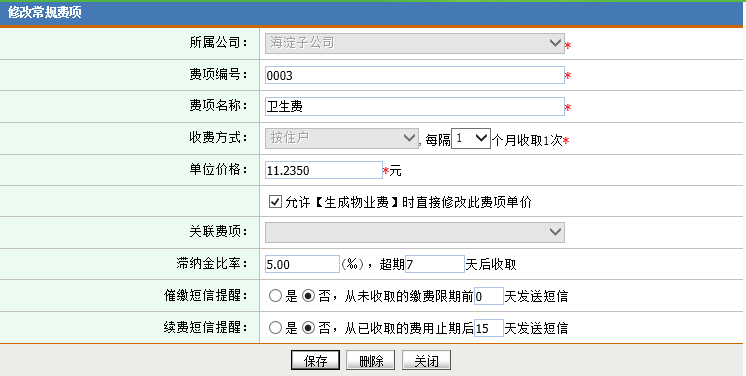 修改常规费项
所属公司： 海淀子公司 *
费项编号： 0003 *
费项名称： 卫生费 *
收费方式： 按住户 , 每隔 1 个月收取1次*
单位价格： 11.2350 *元
允许【生成物业费】时直接修改此费项单价
关联费项：
滞纳金比率： 5.00 (‰)，超期 7 天后收取
催缴短信提醒： 是 否，从未收取的缴费限期前 0 天发送短信
续费短信提醒： 是 否，从已收取的费用止期后 15 天发送短信
保存 删除 关闭